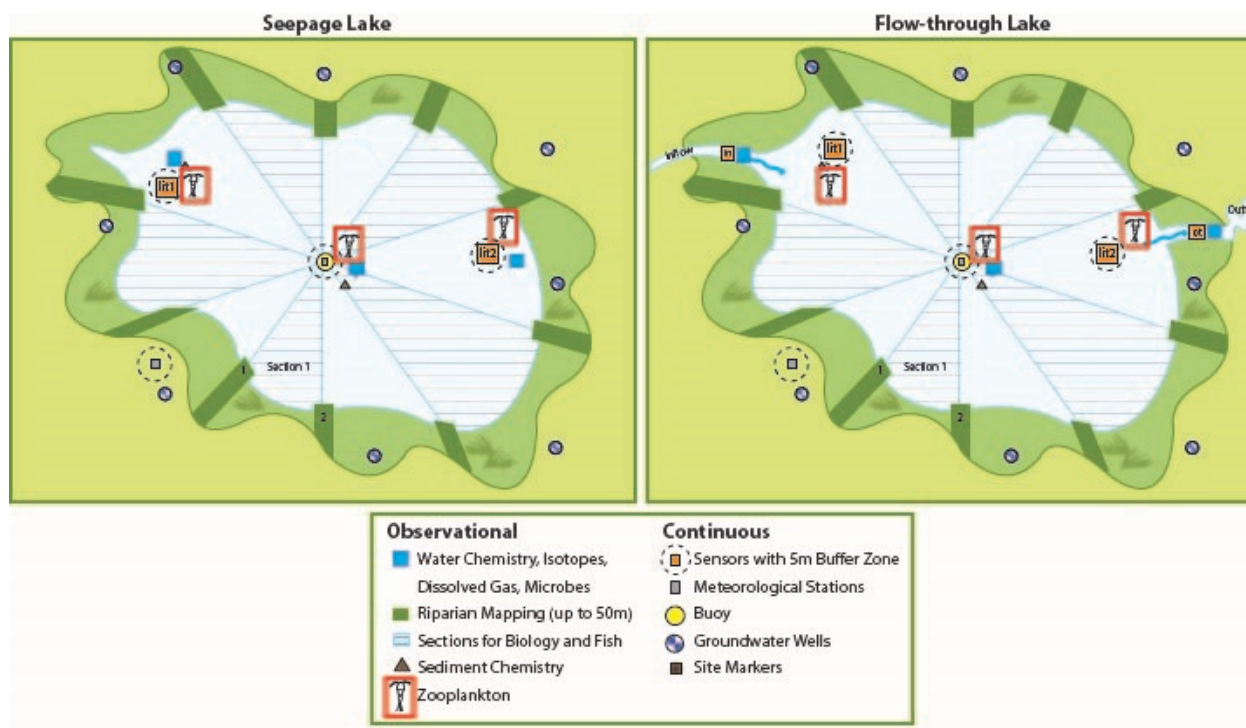 Seepage Lake
Flow-through Lake
lit1
lit2
1
Section 1
2
Inflow
in
lit1
ot
Out
lit2
1
Section 1
2
Observational
Water Chemistry, Isotopes,
Dissolved Gas, Microbes
Riparian Mapping (up to 50m)
Sections for Biology and Fish
Sediment Chemistry
Zooplankton
Continuous
Sensors with 5m Buffer Zone
Meteorological Stations
Buoy
Groundwater Wells
Site Markers